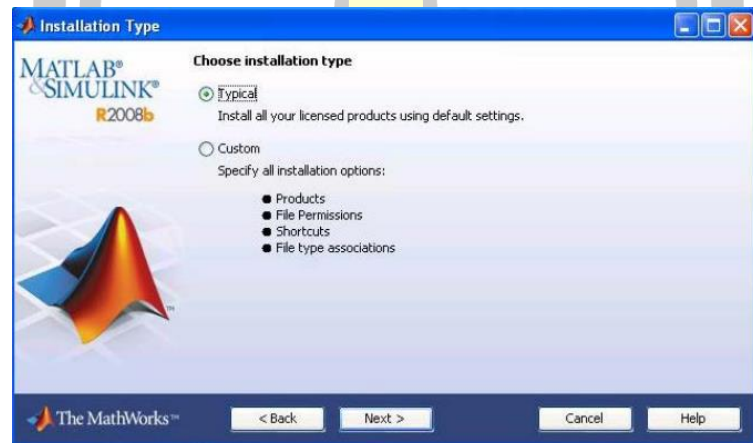 Installation Type
MATLAB®
&SIMULINK®
R2008b
Choose installation type
Typical
Install all your licensed products using default settings.
Custom
Specify all installation options:
● Products
● File Permissions
● Shortcuts
● File type associations
™
The MathWorks™
< Back
Next >
Cancel
Help